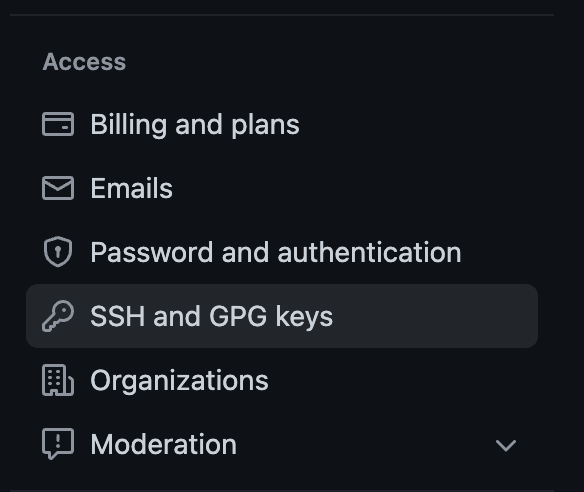 Access
Billing and plans
Emails
Password and authentication
SSH and GPG keys
Organizations
Moderation